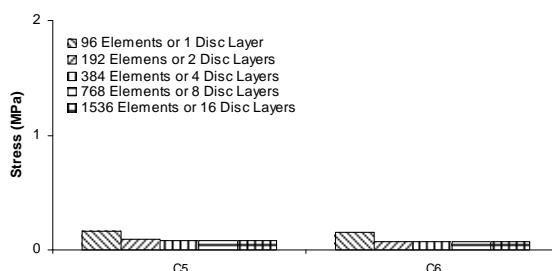 2
96 Elements or 1 Disc Layer
192 Elemens or 2 Disc Layers
384 Elements or 4 Disc Layers
768 Elements or 8 Disc Layers
1536 Elements or 16 Disc Layers
Stress (MPa)
1
0
C5 C6